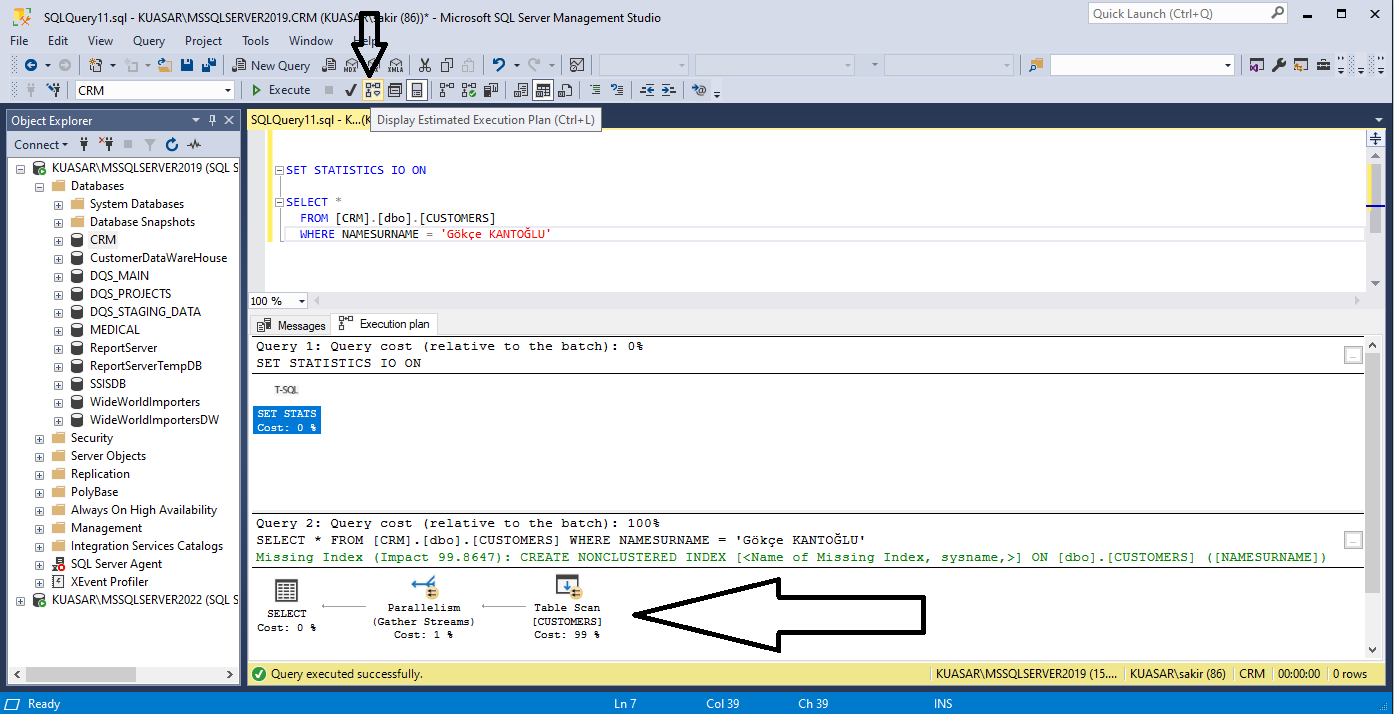 SQLQuery11.sql - KUASAR\MSSQLSERVER2019.CRM (KUASAR\sakir (86))* - Microsoft SQL Server Management Studio
Quick Launch (Ctrl+Q)
File Edit View Query Project Tools Window Help
New Query
MDX
XMLA
CRM
Execute
Object Explorer
SQLQuery11.sql - K...(K
Display Estimated Execution Plan (Ctrl+L)
Connect
KUASAR\MSSQLSERVER2019 (SQL S
Databases
System Databases
Database Snapshots
CRM
CustomerDataWareHouse
DQS_MAIN
DQS_PROJECTS
DQS_STAGING_DATA
MEDICAL
ReportServer
ReportServerTempDB
SSISDB
WideWorldImporters
WideWorldImportersDW
Security
Server Objects
Replication
PolyBase
Always On High Availability
Management
Integration Services Catalogs
SQL Server Agent
XEvent Profiler
KUASAR\MSSQLSERVER2022 (SQL S
SET STATISTICS IO ON
SELECT *
FROM [CRM].[dbo].[CUSTOMERS]
WHERE NAMESURNAME = 'Gökçe KANTOĞLU'
100 %
Messages Execution plan
Query 1: Query cost (relative to the batch): 0%
SET STATISTICS IO ON
T-SQL
SET STATS
Cost: 0 %
Query 2: Query cost (relative to the batch): 100%
SELECT * FROM [CRM].[dbo].[CUSTOMERS] WHERE NAMESURNAME = 'Gökçe KANTOĞLU'
Missing Index (Impact 99.8647): CREATE NONCLUSTERED INDEX [<Name of Missing Index, sysname,>] ON [dbo].[CUSTOMERS] ([NAMESURNAME])
SELECT
Cost: 0 %
Parallelism
(Gather Streams)
Cost: 1 %
Table Scan
[CUSTOMERS]
Cost: 99 %
Query executed successfully.
KUASAR\MSSQLSERVER2019 (15.... KUASAR\sakir (86) CRM 00:00:00 0 rows
Ready Ln 7 Col 39 Ch 39 INS